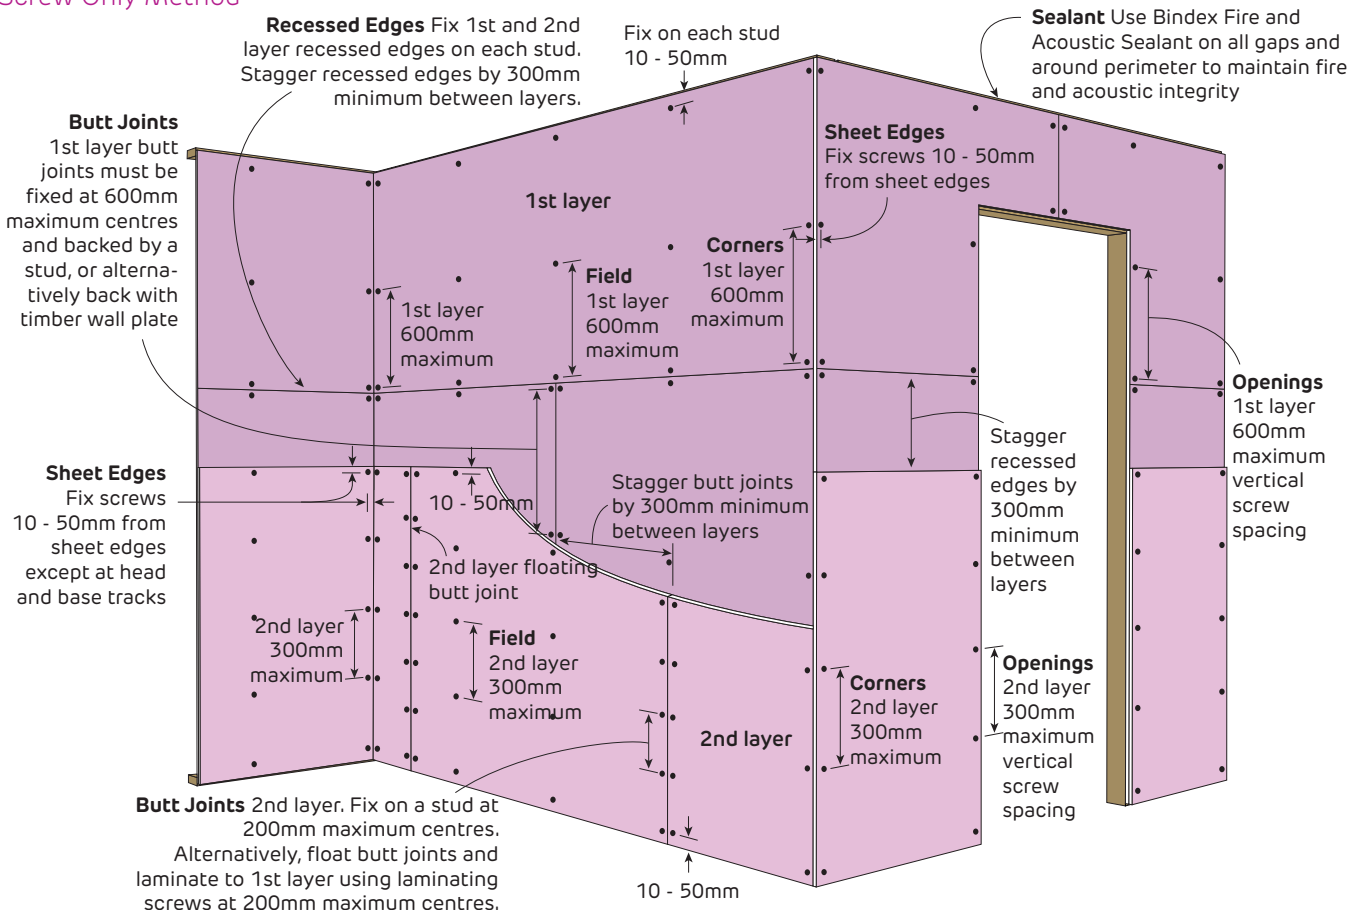 Screw Only Method
Recessed Edges Fix 1st and 2nd
layer recessed edges on each stud.
Stagger recessed edges by 300mm
minimum between layers.
Fix on each stud
10 - 50mm
Sealant Use Bindex Fire and
Acoustic Sealant on all gaps and
around perimeter to maintain fire
and acoustic integrity
Butt Joints
1st layer butt
joints must be
fixed at 600mm
maximum centres
and backed by a
stud, or alterna-
tively back with
timber wall plate
Sheet Edges
Fix screws 10 - 50mm
from sheet edges
1st layer
Corners
1st layer
600mm
maximum
Field
1st layer
600mm
maximum
1st layer
600mm
maximum
Openings
1st layer
600mm
maximum
vertical
screw
spacing
Stagger
recessed
edges by
300mm
minimum
between
layers
Sheet Edges
Fix screws
10 - 50mm from
sheet edges
except at head
and base tracks
10 - 50mm
Stagger butt joints
by 300mm minimum
between layers
2nd layer floating
butt joint
2nd layer
300mm
maximum
Field
2nd layer
300mm
maximum
Corners
2nd layer
300mm
maximum
Openings
2nd layer
300mm
maximum
vertical
screw
spacing
2nd layer
Butt Joints 2nd layer. Fix on a stud at
200mm maximum centres.
Alternatively, float butt joints and
laminate to 1st layer using laminating
screws at 200mm maximum centres.
10 - 50mm